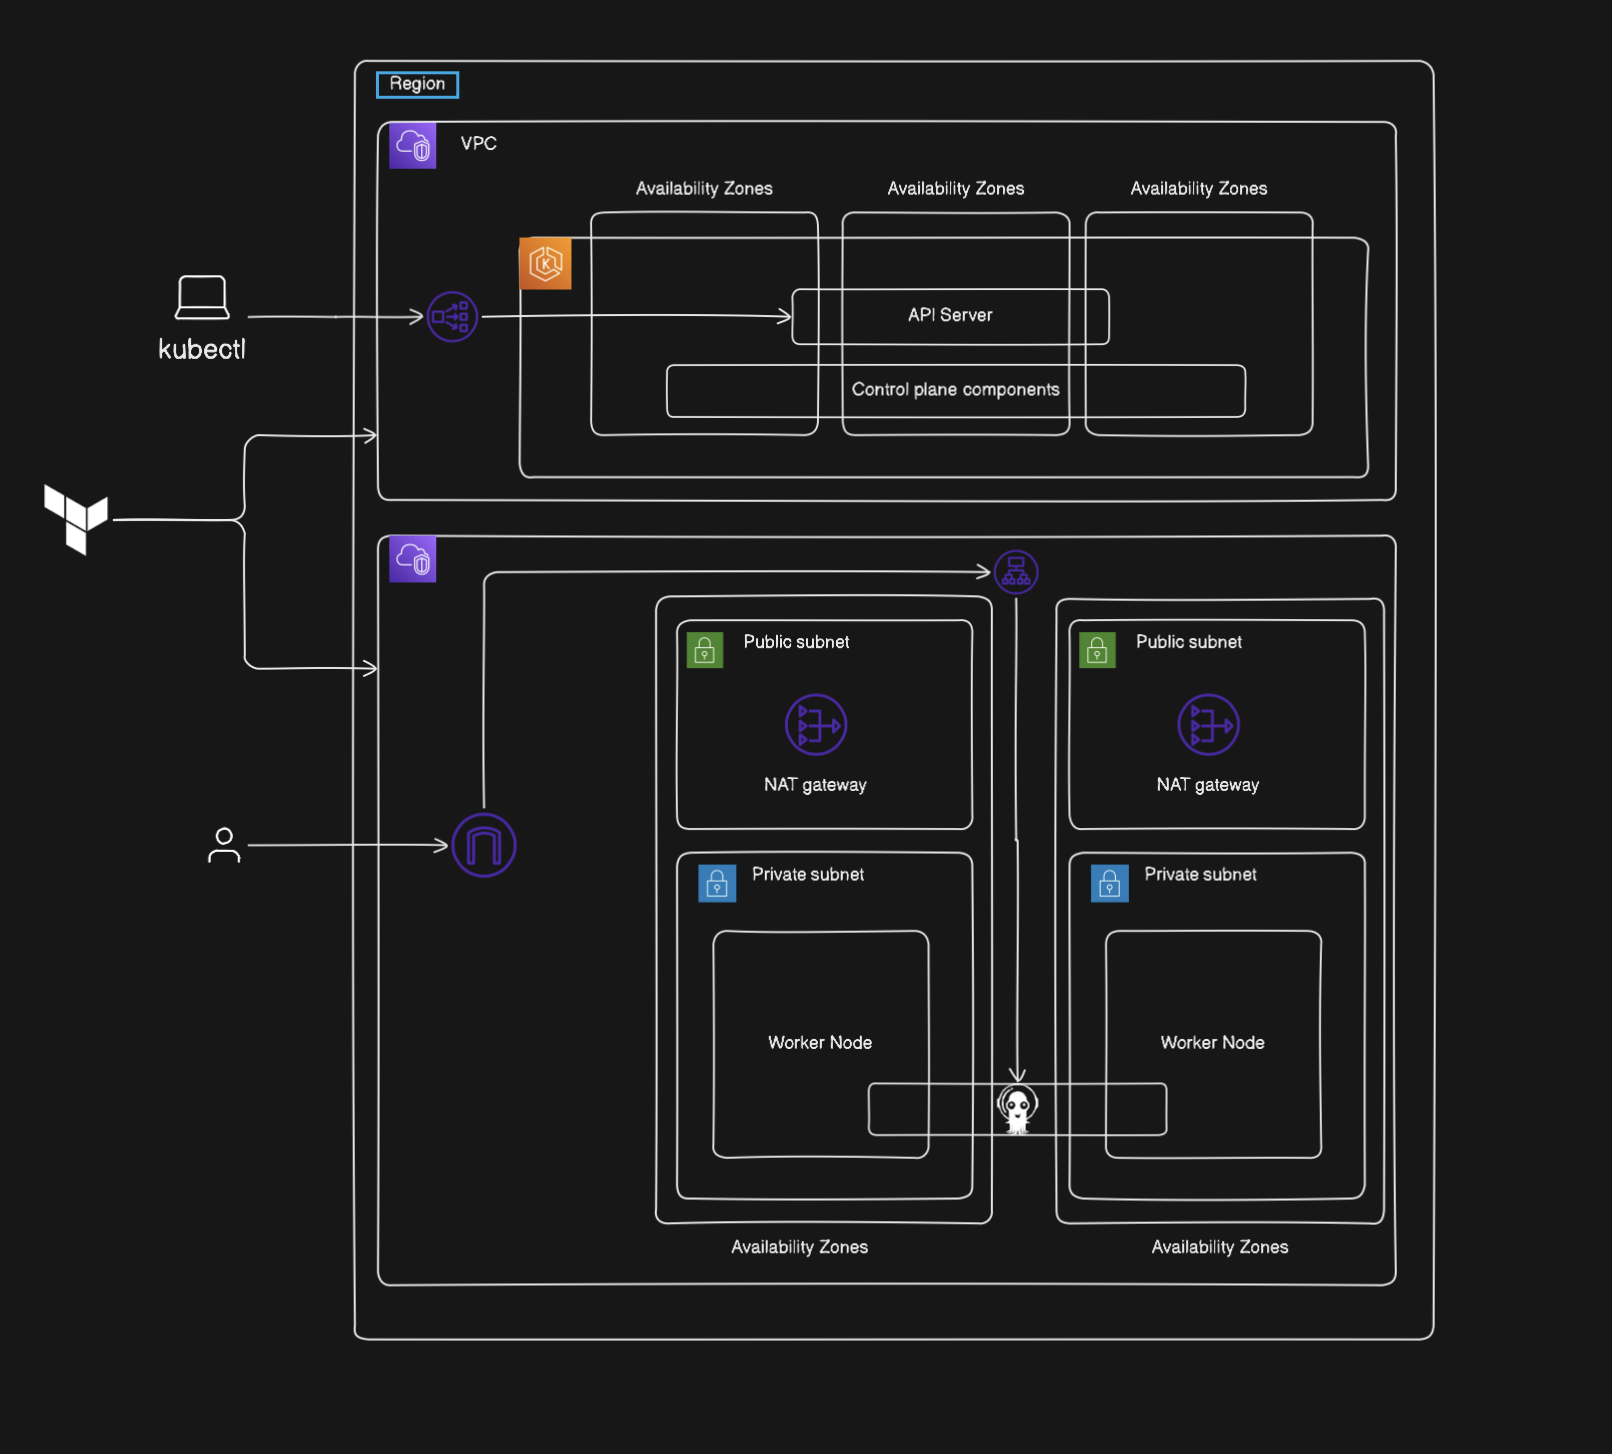 Region
VPC
Availability Zones
Availability Zones
Availability Zones
K
API Server
kubectl
Control plane components
Public subnet
Public subnet
NAT gateway
NAT gateway
Private subnet
Private subnet
Worker Node
Worker Node
Availability Zones
Availability Zones